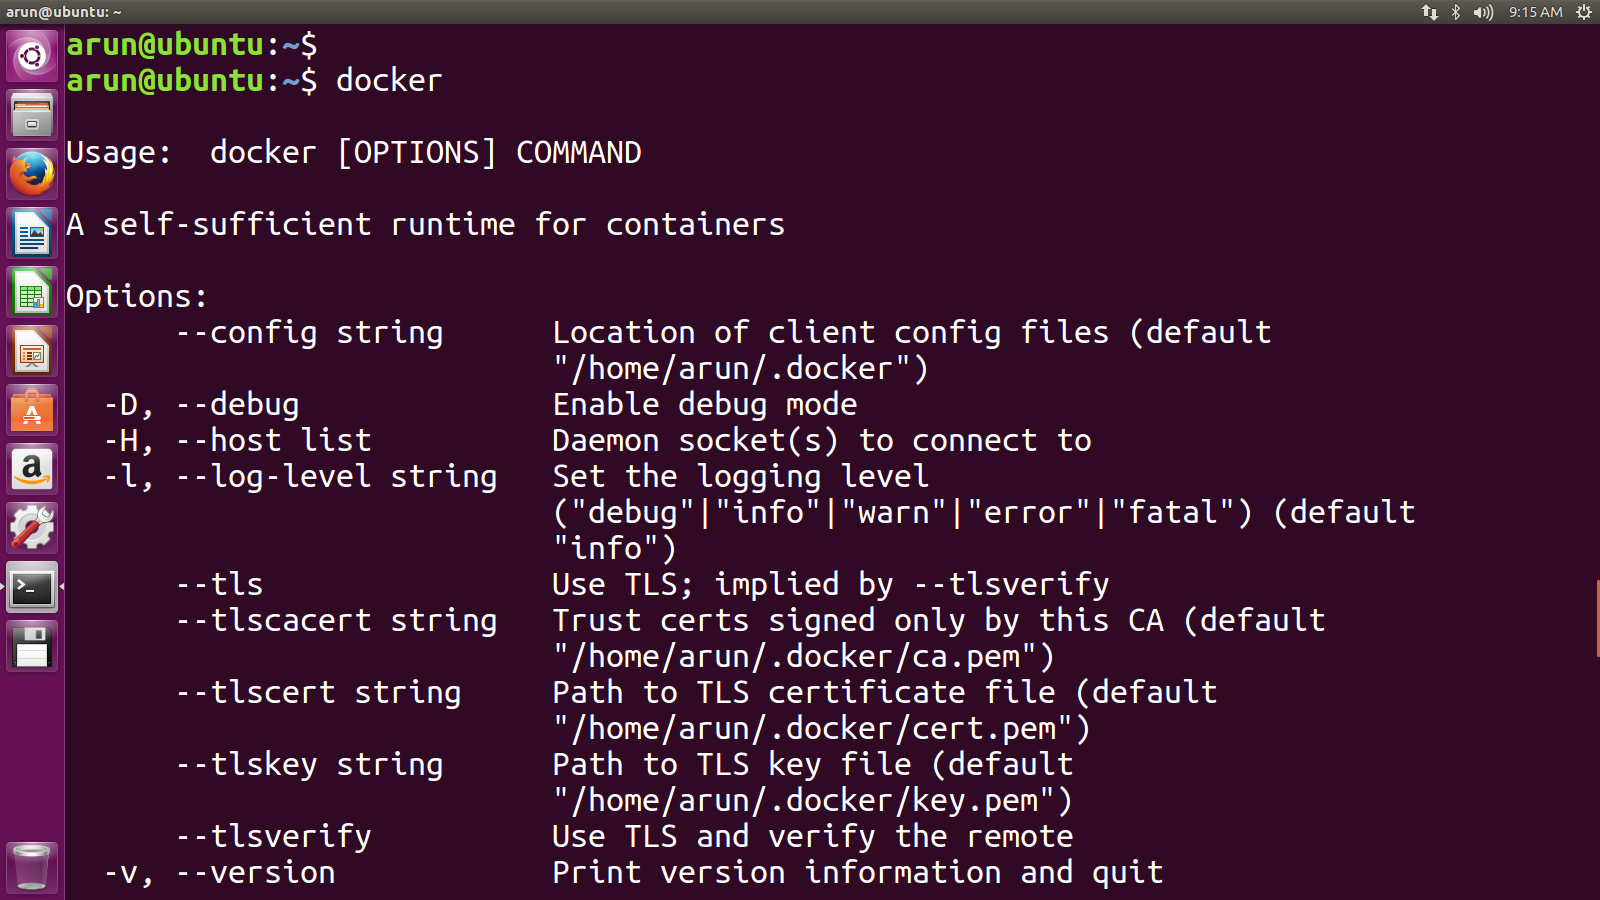 arun@ubuntu: ~
9:15 AM
arun@ubuntu:~$
arun@ubuntu:~$ docker
Usage:  docker [OPTIONS] COMMAND
A self-sufficient runtime for containers
Options:
      --config string      Location of client config files (default
                           "/home/arun/.docker")
  -D, --debug              Enable debug mode
  -H, --host list          Daemon socket(s) to connect to
  -l, --log-level string   Set the logging level
                           ("debug"|"info"|"warn"|"error"|"fatal") (default
                           "info")
      --tls                Use TLS; implied by --tlsverify
      --tlscacert string   Trust certs signed only by this CA (default
                           "/home/arun/.docker/ca.pem")
      --tlscert string     Path to TLS certificate file (default
                           "/home/arun/.docker/cert.pem")
      --tlskey string      Path to TLS key file (default
                           "/home/arun/.docker/key.pem")
      --tlsverify          Use TLS and verify the remote
  -v, --version            Print version information and quit